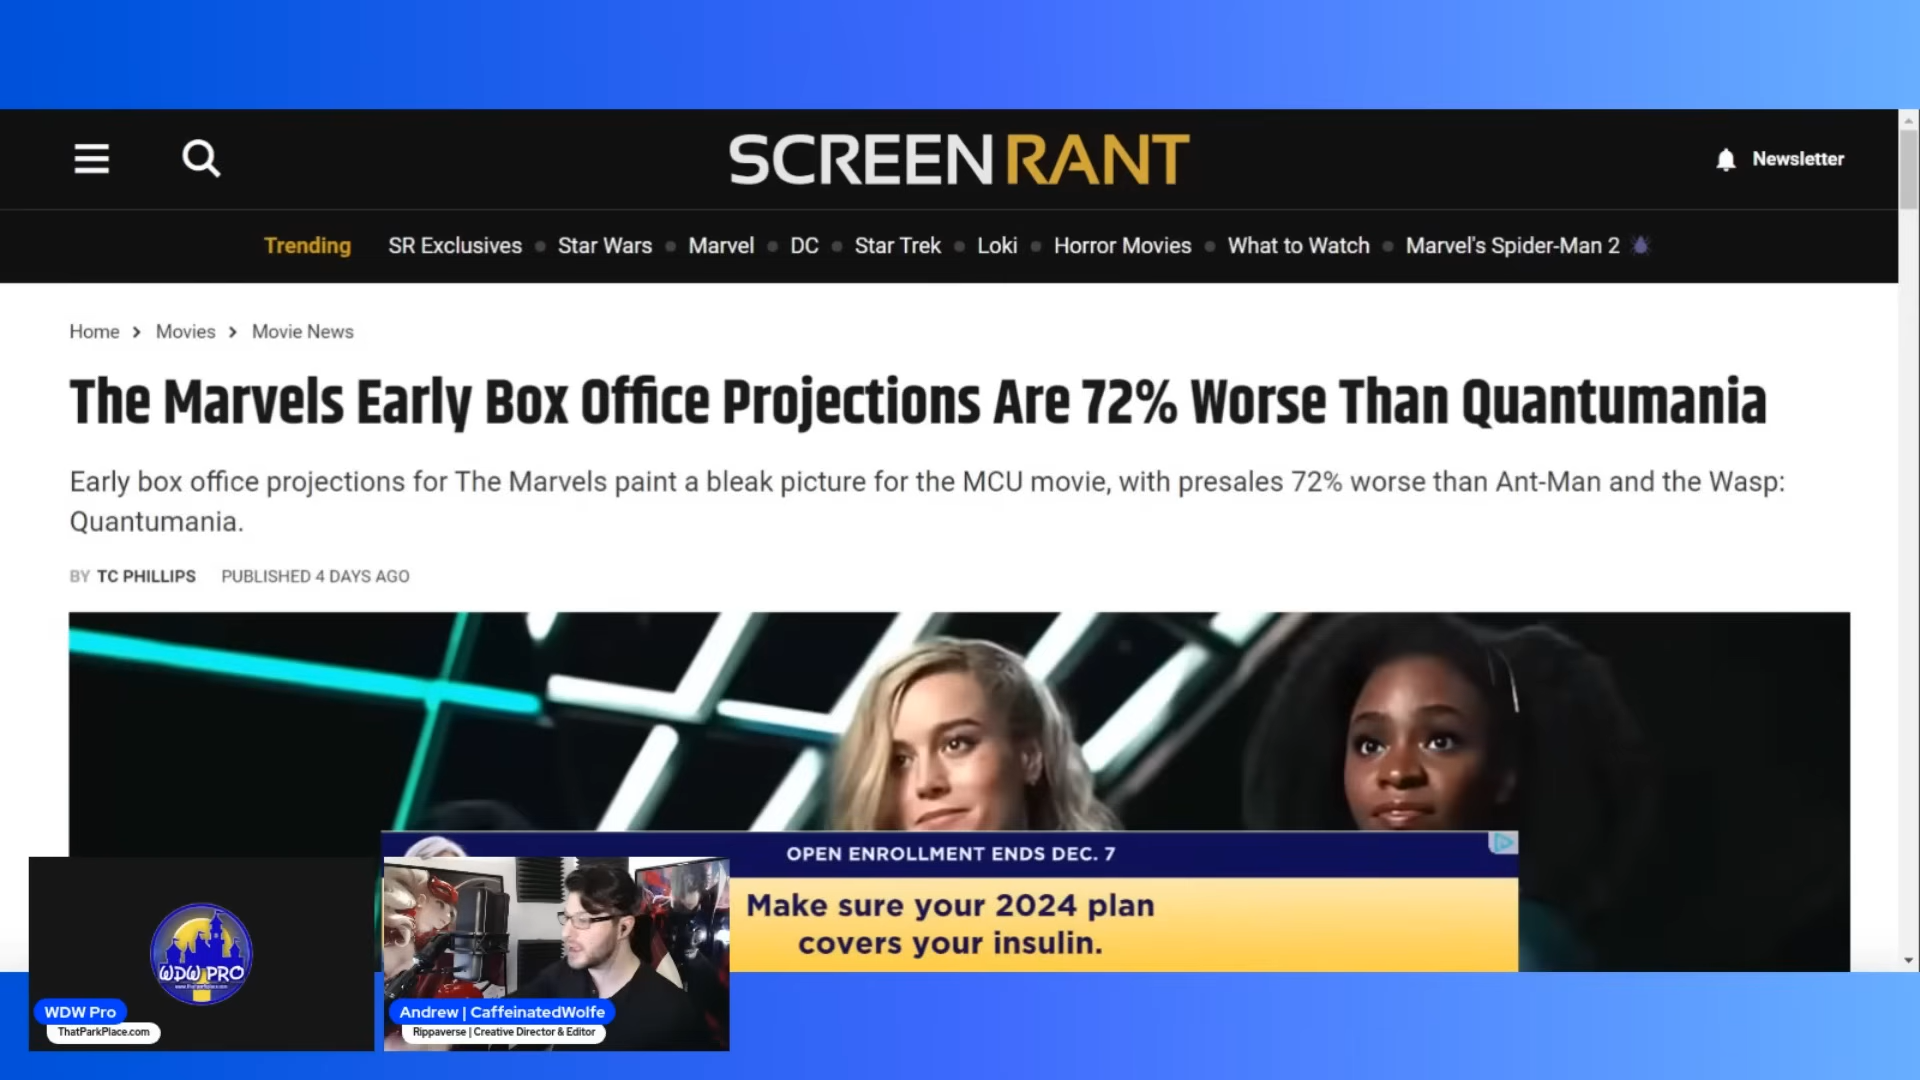 SCREENRANT
Newsletter
Trending SR Exclusives Star Wars Marvel DC Star Trek Loki Horror Movies What to Watch Marvel's Spider-Man 2
Home > Movies > Movie News
The Marvels Early Box Office Projections Are 72% Worse Than Quantumania
Early box office projections for The Marvels paint a bleak picture for the MCU movie, with presales 72% worse than Ant-Man and the Wasp:
Quantumania.
BY TC PHILLIPS PUBLISHED 4 DAYS AGO
OPEN ENROLLMENT ENDS DEC. 7
Make sure your 2024 plan
covers your insulin.
WDW PRO
WDW Pro
ThatParkPlace.com
Andrew | CaffeinatedWolfe
Rippaverse | Creative Director & Editor